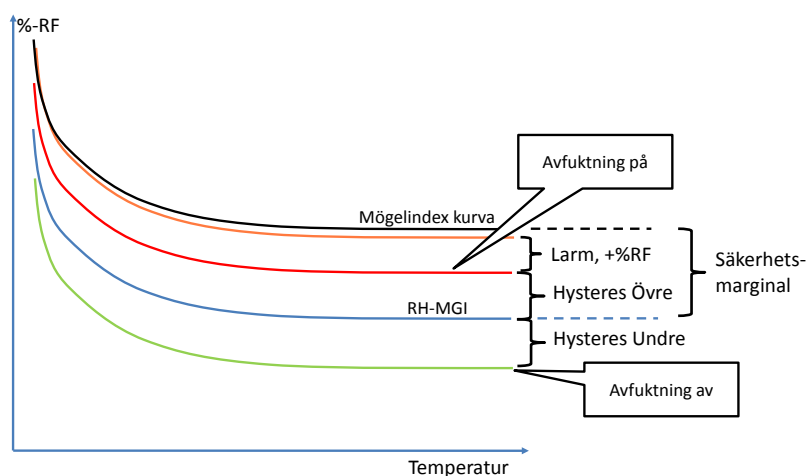 %-RF
Avfuktning på
Mögelindex kurva
Larm, +%RF
Säkerhets-
marginal
Hysteres Övre
RH-MGI
Hysteres Undre
Avfuktning av
Temperatur